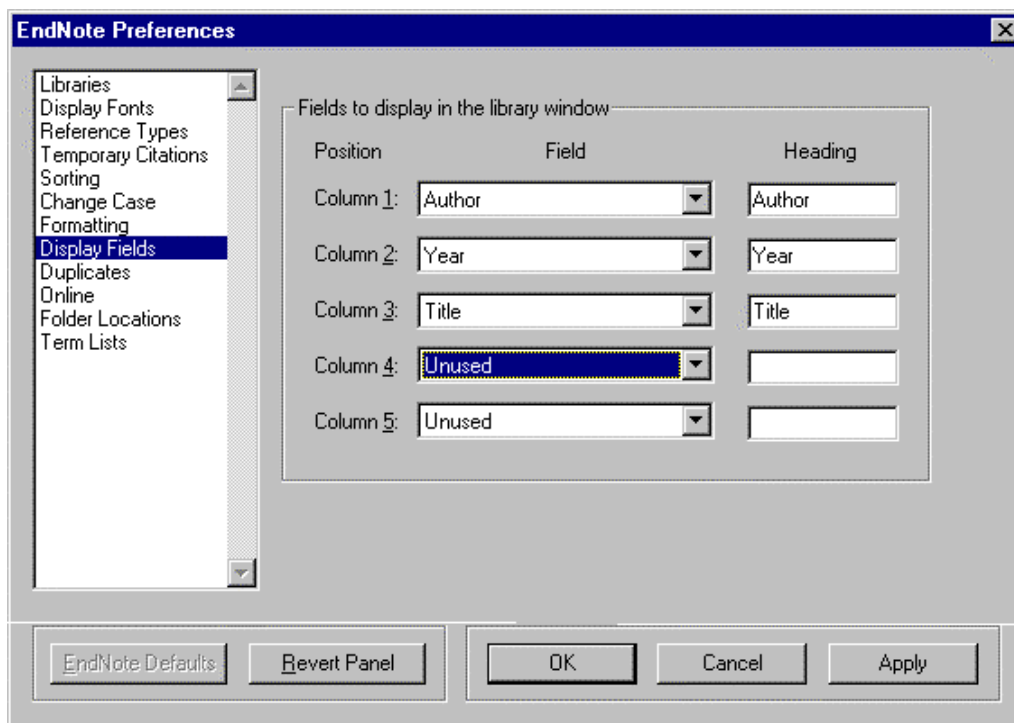 EndNote Preferences
Libraries
Display Fonts
Reference Types
Temporary Citations
Sorting
Change Case
Formatting
Display Fields
Duplicates
Online
Folder Locations
Term Lists
Fields to display in the library window
Position Field Heading
Column 1: Author Author
Column 2: Year Year
Column 3: Title Title
Column 4: Unused
Column 5: Unused
EndNote Defaults Revert Panel OK Cancel Apply